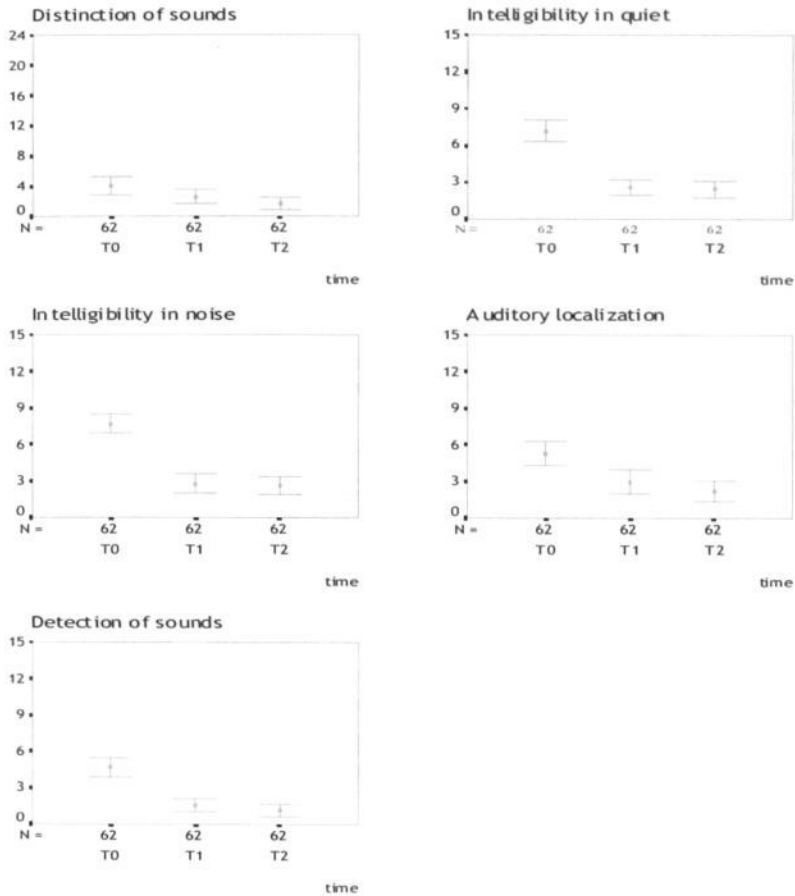 Distinction of sounds
24
20
16
12
8
4
0
N = 62 62 62
T0 T1 T2
time
Intelligibility in quiet
15
12
9
6
3
0
N = 62 62 62
T0 T1 T2
time
Intelligibility in noise
15
12
9
6
3
0
N = 62 62 62
T0 T1 T2
time
Auditory localization
15
12
9
6
3
0
N = 62 62 62
T0 T1 T2
time
Detection of sounds
15
12
9
6
3
0
N = 62 62 62
T0 T1 T2
time